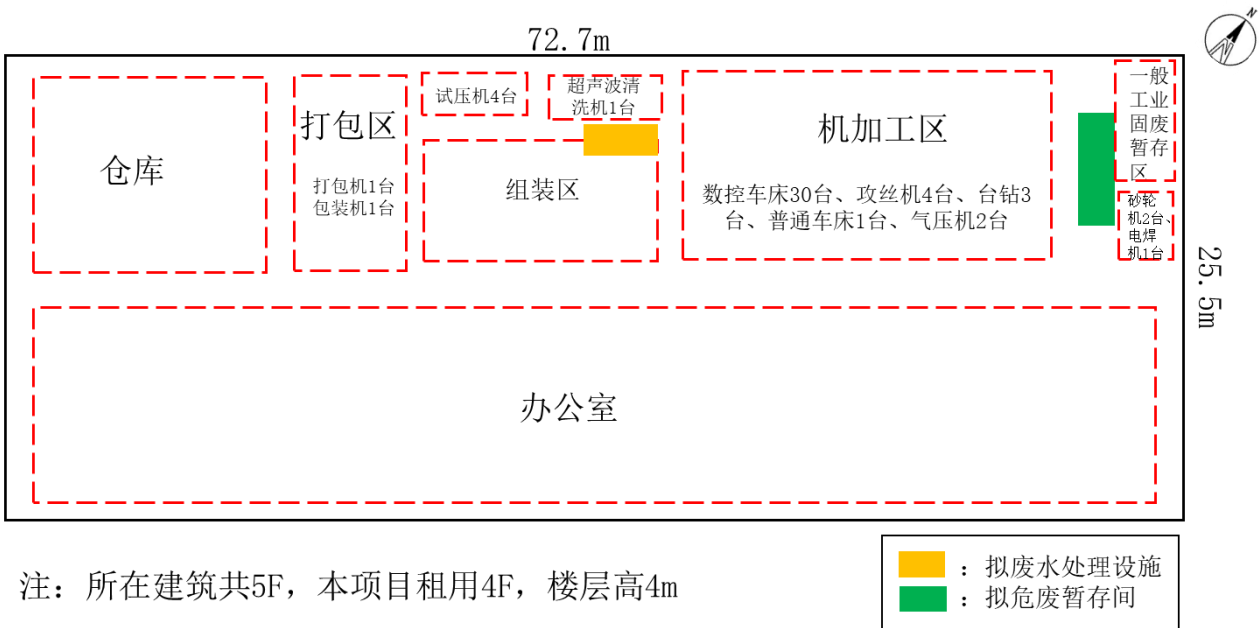 N
72.7m
仓库
打包区
打包机1台
包装机1台
试压机4台
超声波清
洗机1台
组装区
机加工区
数控车床30台、攻丝机4台、台钻3
台、普通车床1台、气压机2台
一般
工业
固废
暂存
区
砂轮
机2台、
电焊
机1台
25.5m
办公室
注：所在建筑共5F，本项目租用4F，楼层高4m
：拟废水处理设施
：拟危废暂存间